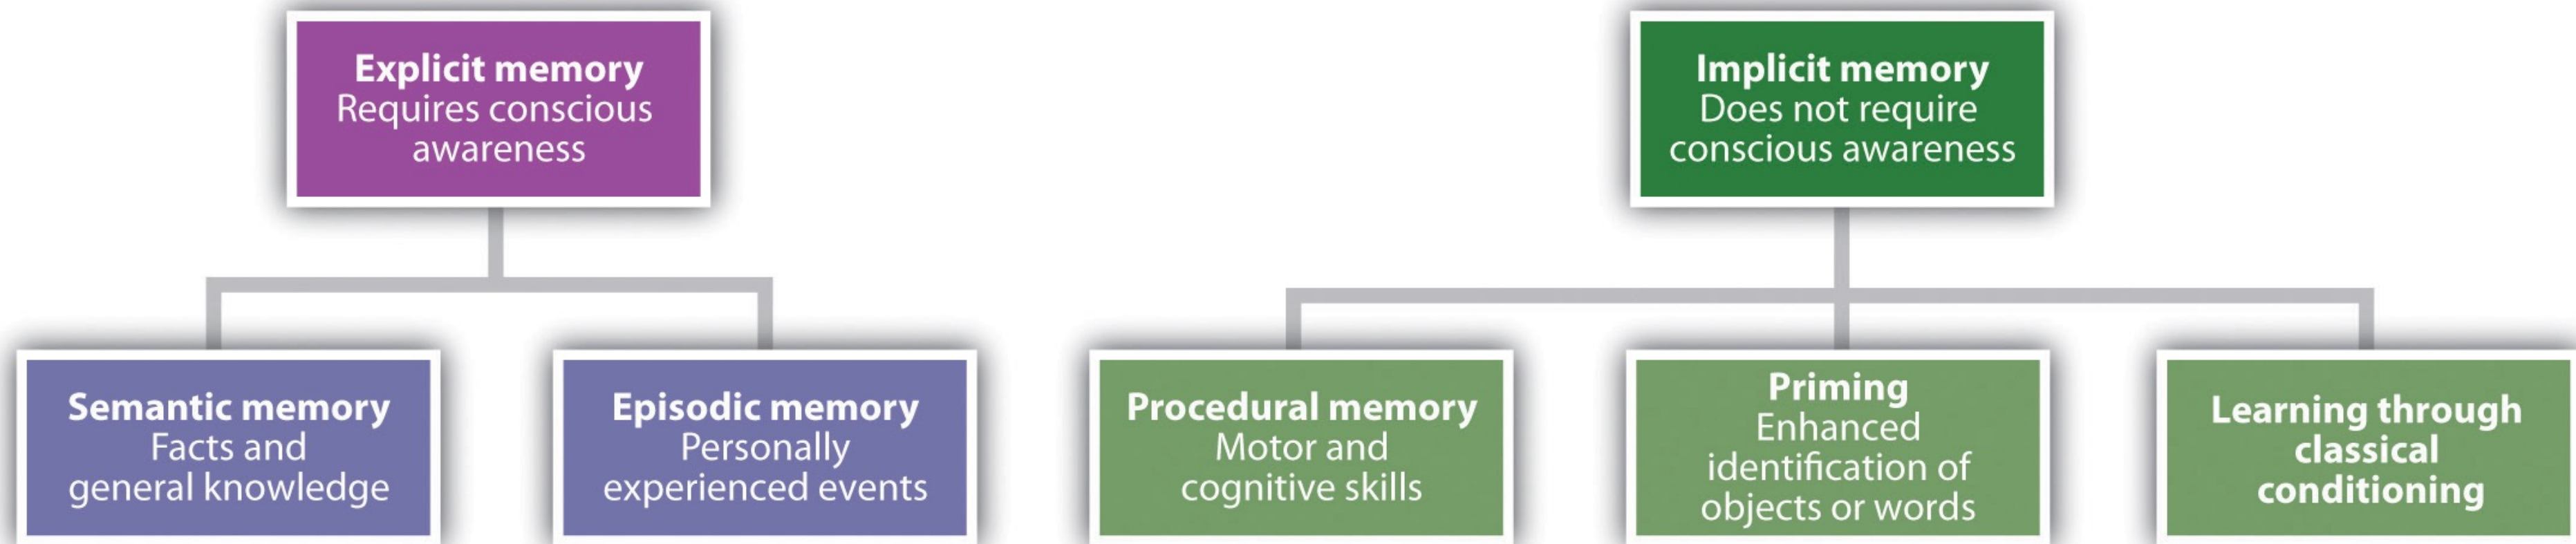 Explicit memory
Requires conscious
awareness
Implicit memory
Does not require
conscious awareness
Semantic memory
Facts and
general knowledge
Episodic memory
Personally
experienced events
Procedural memory
Motor and
cognitive skills
Priming
Enhanced
identification of
objects or words
Learning through
classical
conditioning